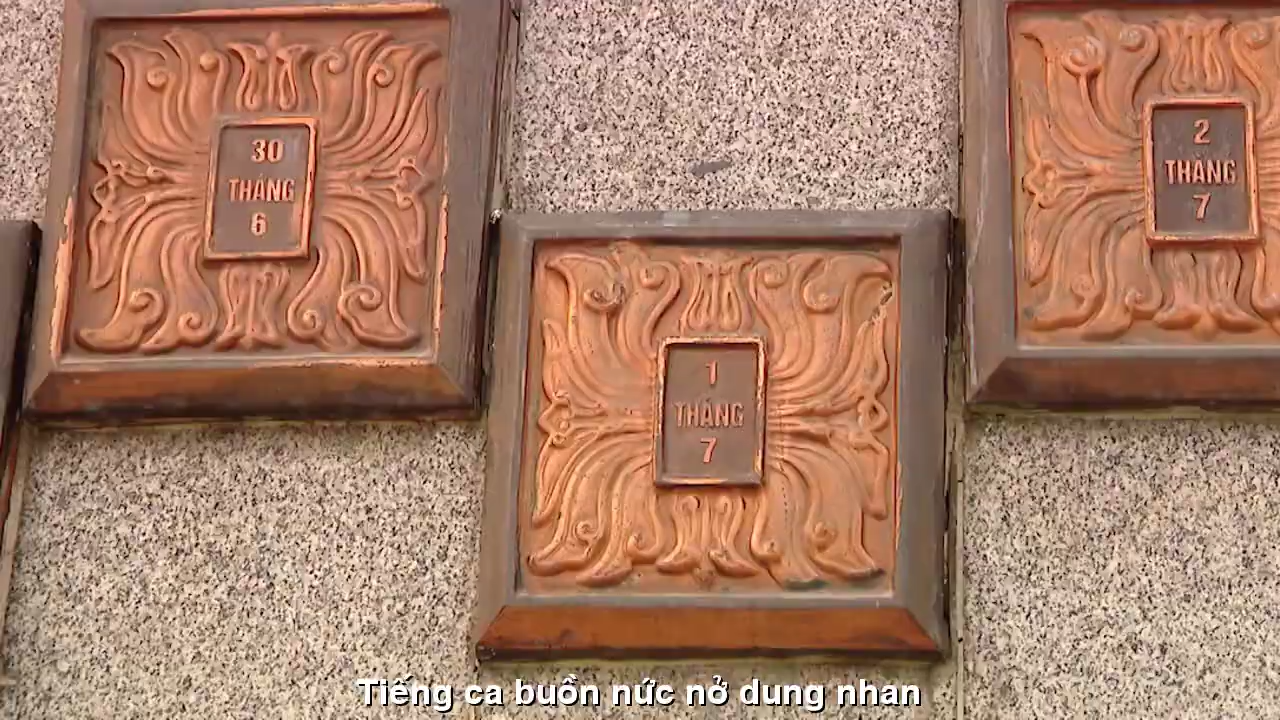 30
THÁNG
6
1
THÁNG
7
2
THÁNG
7
Tiếng ca buồn nức nở dung nhan